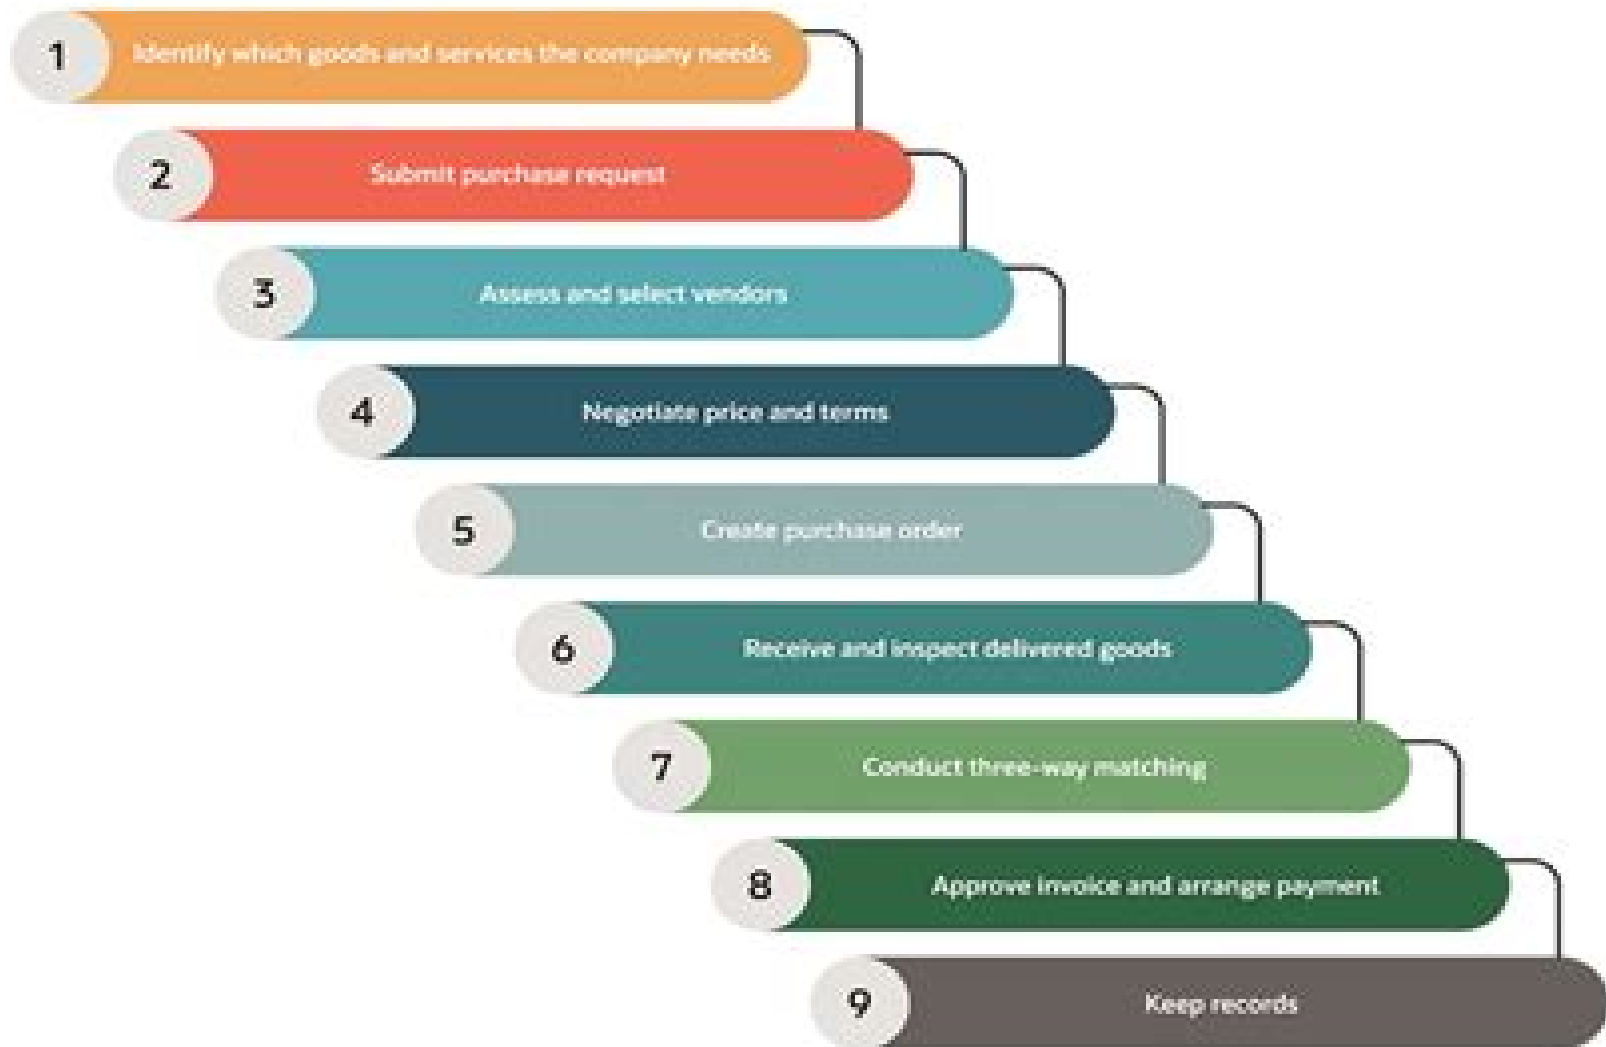 1 Identify which goods and services the company needs
2 Submit purchase request
3 Assess and select vendors
4 Negotiate price and terms
5 Create purchase order
6 Receive and inspect delivered goods
7 Conduct three-way matching
8 Approve invoice and arrange payment
9 Keep records